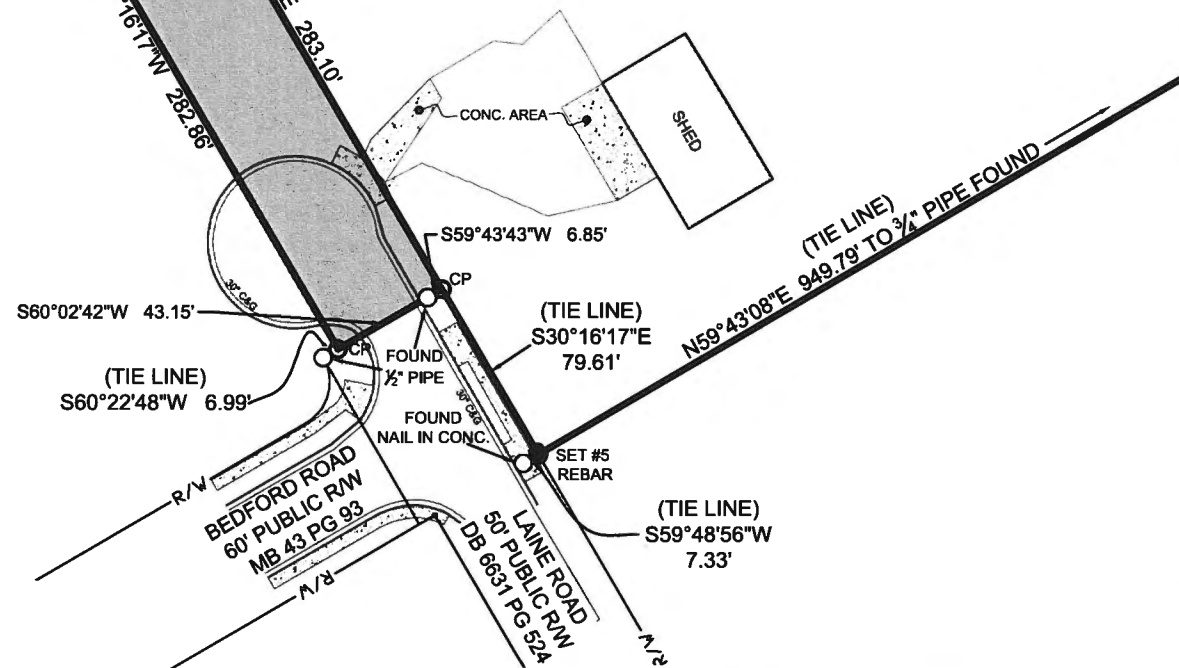 °16'17"W 282.86'
E 283.10'
CONC. AREA
SHED
S59°43'43"W 6.85'
CP
30" C&G
S60°02'42"W 43.15'
CP
FOUND
½" PIPE
(TIE LINE)
S60°22'48"W 6.99'
(TIE LINE)
S30°16'17"E
79.61'
(TIE LINE)
N59°43'08"E 949.79' TO ¾" PIPE FOUND
30" C&G
FOUND
NAIL IN CONC.
SET #5
REBAR
(TIE LINE)
S59°48'56"W
7.33'
R/W
BEDFORD ROAD
60' PUBLIC R/W
MB 43 PG 93
R/W
LAINE ROAD
50' PUBLIC R/W
DB 6631 PG 524
R/W